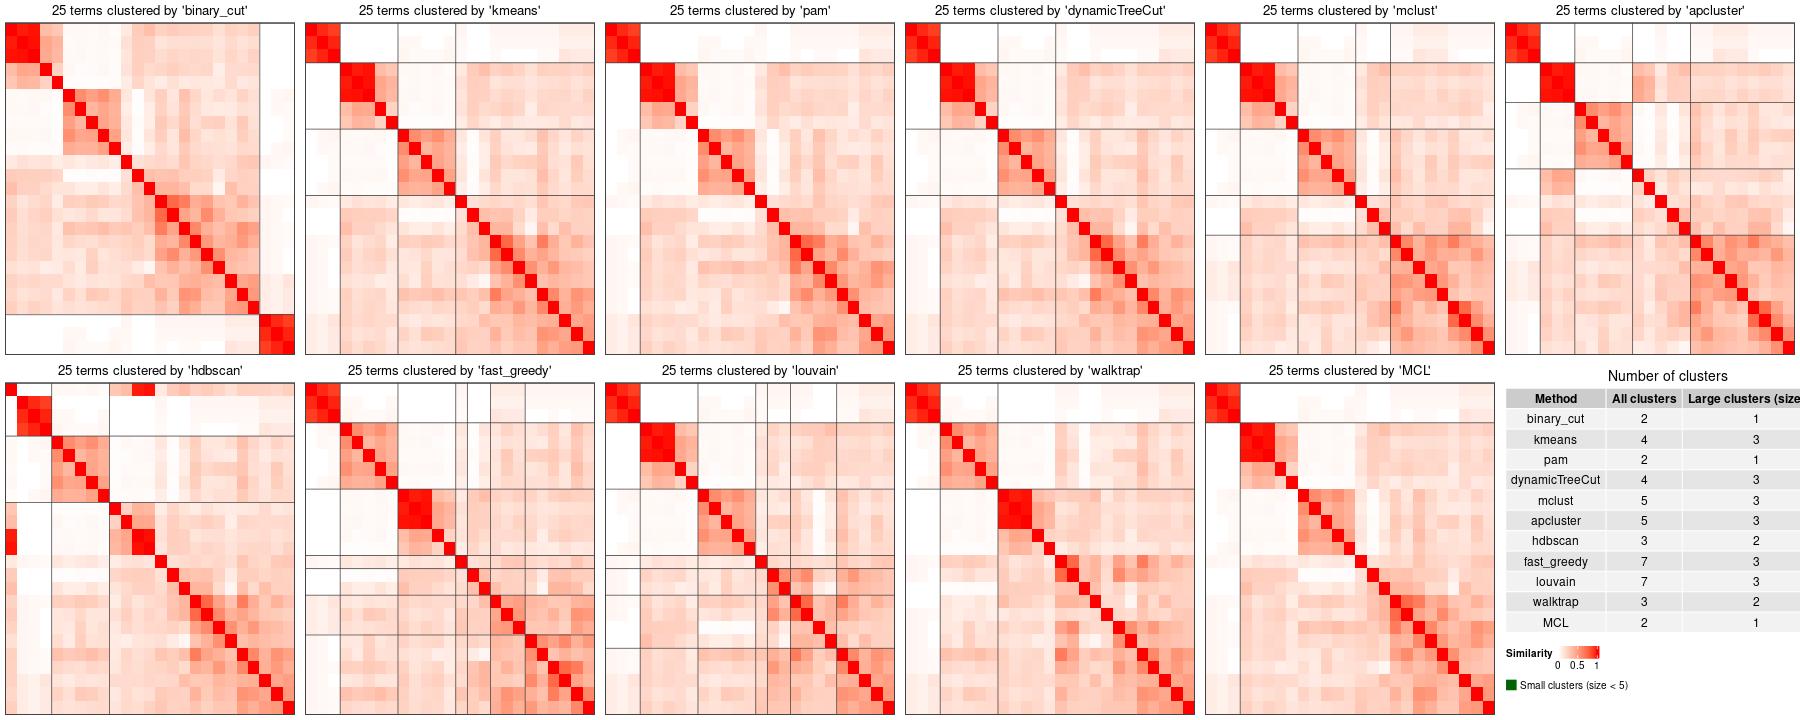 25 terms clustered by 'binary_cut'
25 terms clustered by 'kmeans'
25 terms clustered by 'pam'
25 terms clustered by 'dynamicTreeCut'
25 terms clustered by 'mclust'
25 terms clustered by 'apcluster'
25 terms clustered by 'hdbscan'
25 terms clustered by 'fast_greedy'
25 terms clustered by 'louvain'
25 terms clustered by 'walktrap'
25 terms clustered by 'MCL'
Number of clusters
Method All clusters Large clusters (size
binary_cut 2 1
kmeans 4 3
pam 2 1
dynamicTreeCut 4 3
mclust 5 3
apcluster 5 3
hdbscan 3 2
fast_greedy 7 3
louvain 7 3
walktrap 3 2
MCL 2 1
Similarity
0 0.5 1
Small clusters (size < 5)